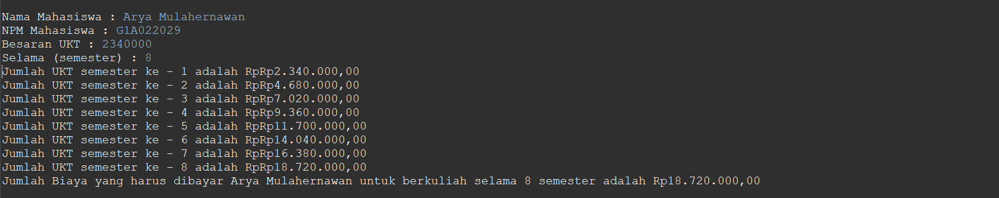 Nama Mahasiswa : Arya Mulahernawan
NPM Mahasiswa : G1A022029
Besaran UKT : 2340000
Selama (semester) : 8
Jumlah UKT semester ke - 1 adalah RpRp2.340.000,00
Jumlah UKT semester ke - 2 adalah RpRp4.680.000,00
Jumlah UKT semester ke - 3 adalah RpRp7.020.000,00
Jumlah UKT semester ke - 4 adalah RpRp9.360.000,00
Jumlah UKT semester ke - 5 adalah RpRp11.700.000,00
Jumlah UKT semester ke - 6 adalah RpRp14.040.000,00
Jumlah UKT semester ke - 7 adalah RpRp16.380.000,00
Jumlah UKT semester ke - 8 adalah RpRp18.720.000,00
Jumlah Biaya yang harus dibayar Arya Mulahernawan untuk berkuliah selama 8 semester adalah Rp18.720.000,00